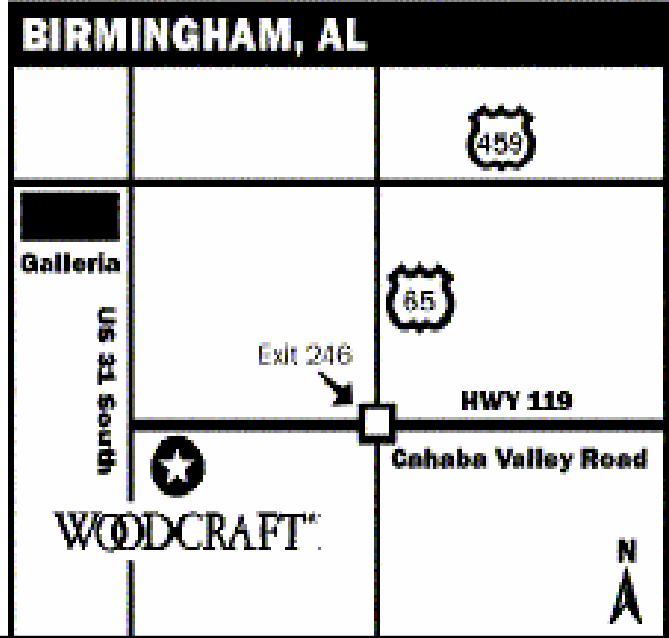 BIRMINGHAM, AL
459
Galleria
65
US 31 South
Exit 246
HWY 119
Cahaba Valley Road
WOODCRAFT
N